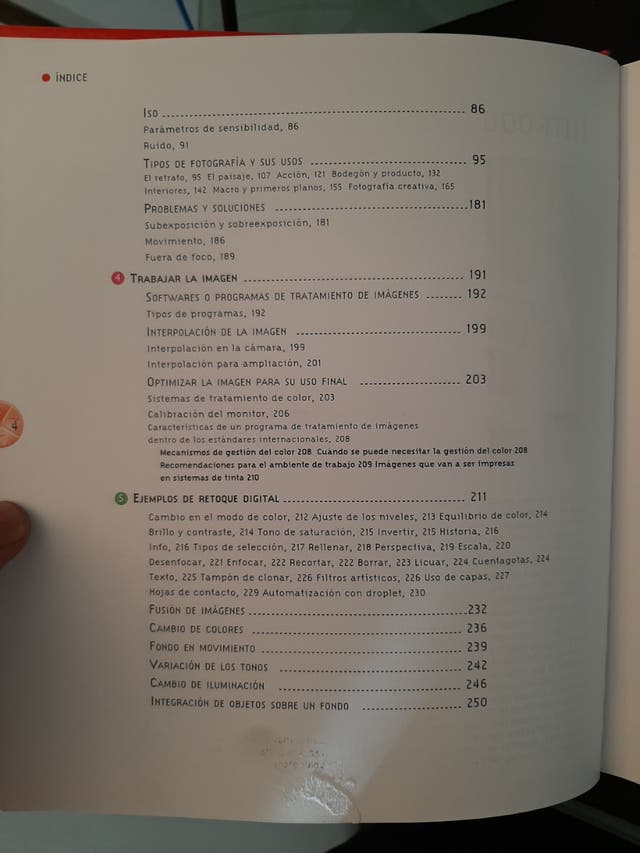 ÍNDICE
ISO 86
Parámetros de sensibilidad, 86
Ruido, 91
TIPOS DE FOTOGRAFÍA Y SUS USOS 95
El retrato, 95 El paisaje, 107 Acción, 121 Bodegón y producto, 132
Interiores, 142 Macro y primeros planos, 155 Fotografía creativa, 165
PROBLEMAS Y SOLUCIONES 181
Subexposición y sobreexposición, 181
Movimiento, 186
Fuera de foco, 189
4 TRABAJAR LA IMAGEN 191
SOFTWARES O PROGRAMAS DE TRATAMIENTO DE IMÁGENES 192
Tipos de programas, 192
INTERPOLACIÓN DE LA IMAGEN 199
Interpolación en la cámara, 199
Interpolación para ampliación, 201
OPTIMIZAR LA IMAGEN PARA SU USO FINAL 203
Sistemas de tratamiento de color, 203
Calibración del monitor, 206
Características de un programa de tratamiento de imágenes
dentro de los estándares internacionales, 208
Mecanismos de gestión del color 208 Cuándo se puede necesitar la gestión del color 208
Recomendaciones para el ambiente de trabajo 209 Imágenes que van a ser impresas
en sistemas de tinta 210
4
5 EJEMPLOS DE RETOQUE DIGITAL 211
Cambio en el modo de color, 212 Ajuste de los niveles, 213 Equilibrio de color, 214
Brillo y contraste, 214 Tono de saturación, 215 Invertir, 215 Historia, 216
Info, 216 Tipos de selección, 217 Rellenar, 218 Perspectiva, 219 Escala, 220
Desenfocar, 221 Enfocar, 222 Recortar, 222 Borrar, 223 Licuar, 224 Cuentagotas, 224
Texto, 225 Tampón de clonar, 226 Filtros artísticos, 226 Uso de capas, 227
Hojas de contacto, 229 Automatización con droplet, 230
FUSIÓN DE IMÁGENES 232
CAMBIO DE COLORES 236
FONDO EN MOVIMIENTO 239
VARIACIÓN DE LOS TONOS 242
CAMBIO DE ILUMINACIÓN 246
INTEGRACIÓN DE OBJETOS SOBRE UN FONDO 250